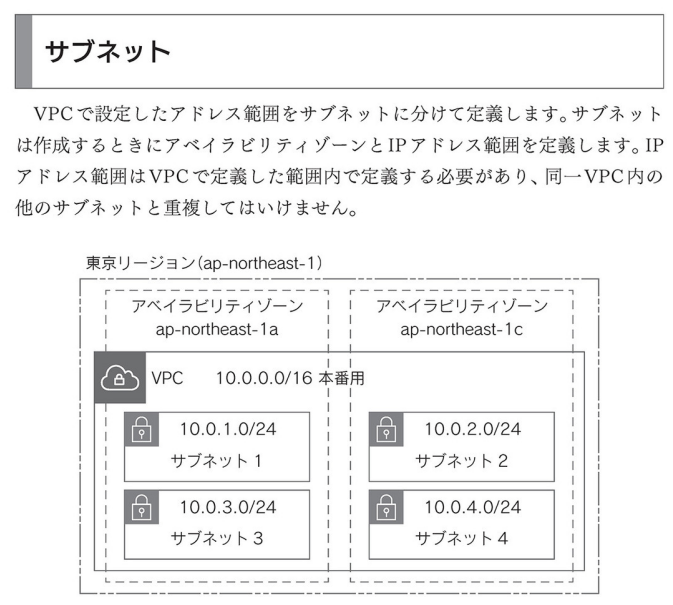 サブネット
VPCで設定したアドレス範囲をサブネットに分けて定義します。サブネット
は作成するときにアベイラビリティゾーンとIPアドレス範囲を定義します。IP
アドレス範囲はVPCで定義した範囲内で定義する必要があり、同一VPC内の
他のサブネットと重複してはいけません。
東京リージョン(ap-northeast-1)
アベイラビリティゾーン
ap-northeast-1a
アベイラビリティゾーン
ap-northeast-1c
VPC 10.0.0.0/16 本番用
10.0.1.0/24
サブネット 1
10.0.2.0/24
サブネット 2
10.0.3.0/24
サブネット 3
10.0.4.0/24
サブネット 4